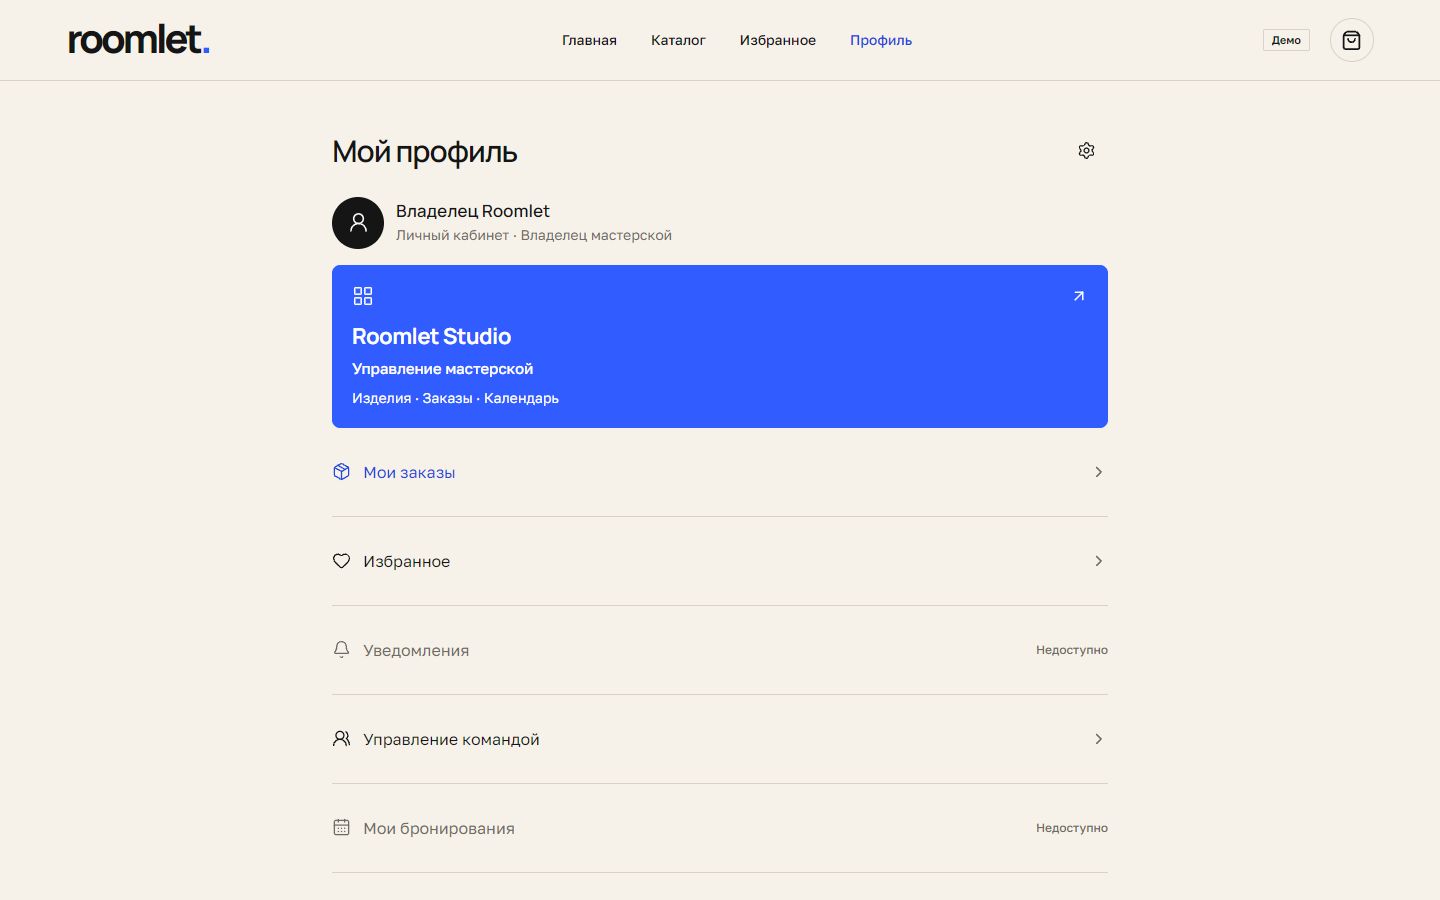 roomlet.
Главная Каталог Избранное Профиль
Демо
Мой профиль
Владелец Roomlet
Личный кабинет · Владелец мастерской
Roomlet Studio
Управление мастерской
Изделия · Заказы · Календарь
Мои заказы
Избранное
Уведомления Недоступно
Управление командой
Мои бронирования Недоступно